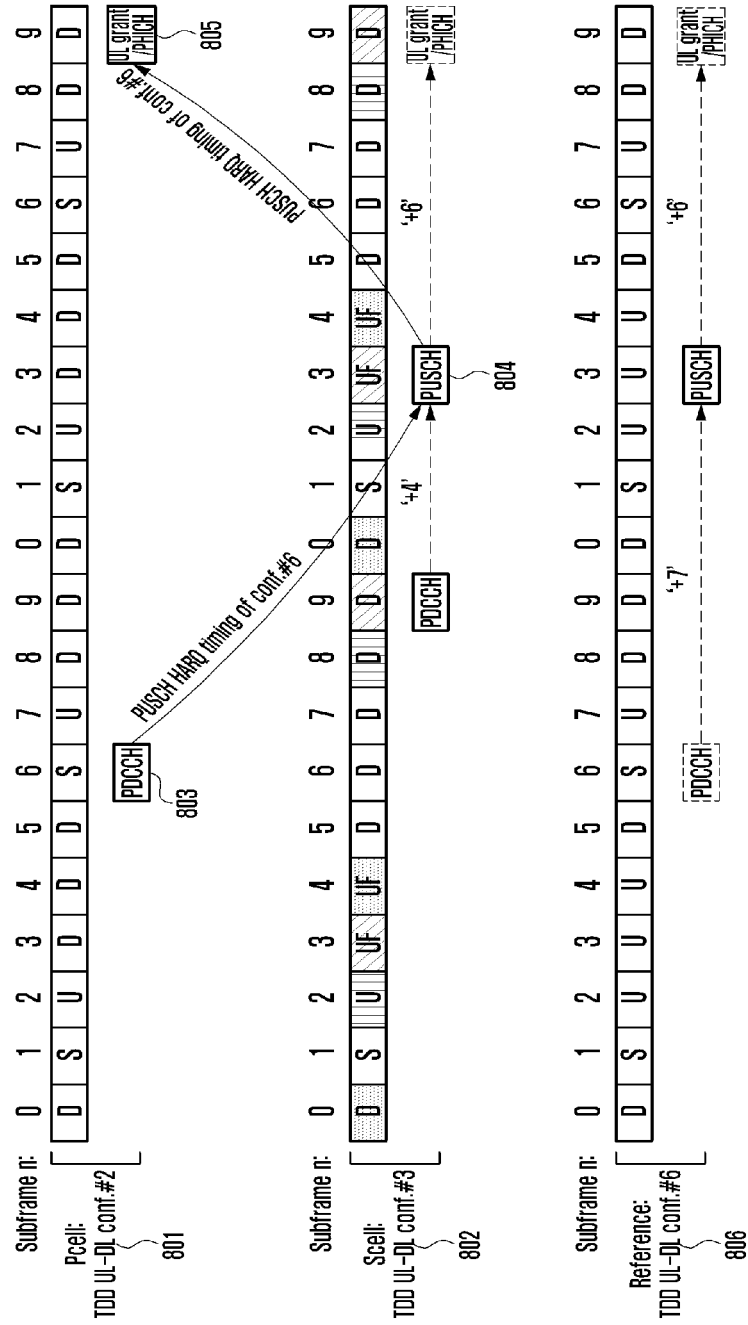 Subframe n: 0 1 2 3 4 5 6 7 8 9 0 1 2 3 4 5 6 7 8 9
Pcell:
TDD UL-DL conf.#2
D S U D D D S U D D D S U D D D S U D D
801
PDCCH
803
UL grant
/PHICH
805
PUSCH HARQ timing of conf.#6
PUSCH HARQ timing of conf.#6
Subframe n: 0 1 2 3 4 5 6 7 8 9 0 1 2 3 4 5 6 7 8 9
Scell:
TDD UL-DL conf.#3
D S U UF UF D D D D D D S U UF UF D D D D D
802
PDCCH
'+4'
PUSCH
804
'+6'
UL grant
/PHICH
Subframe n: 0 1 2 3 4 5 6 7 8 9 0 1 2 3 4 5 6 7 8 9
Reference:
TDD UL-DL conf.#6
D S U U U D S U D D D S U U U D S U D D
806
PDCCH
'+7'
PUSCH
'+6'
UL grant
/PHICH